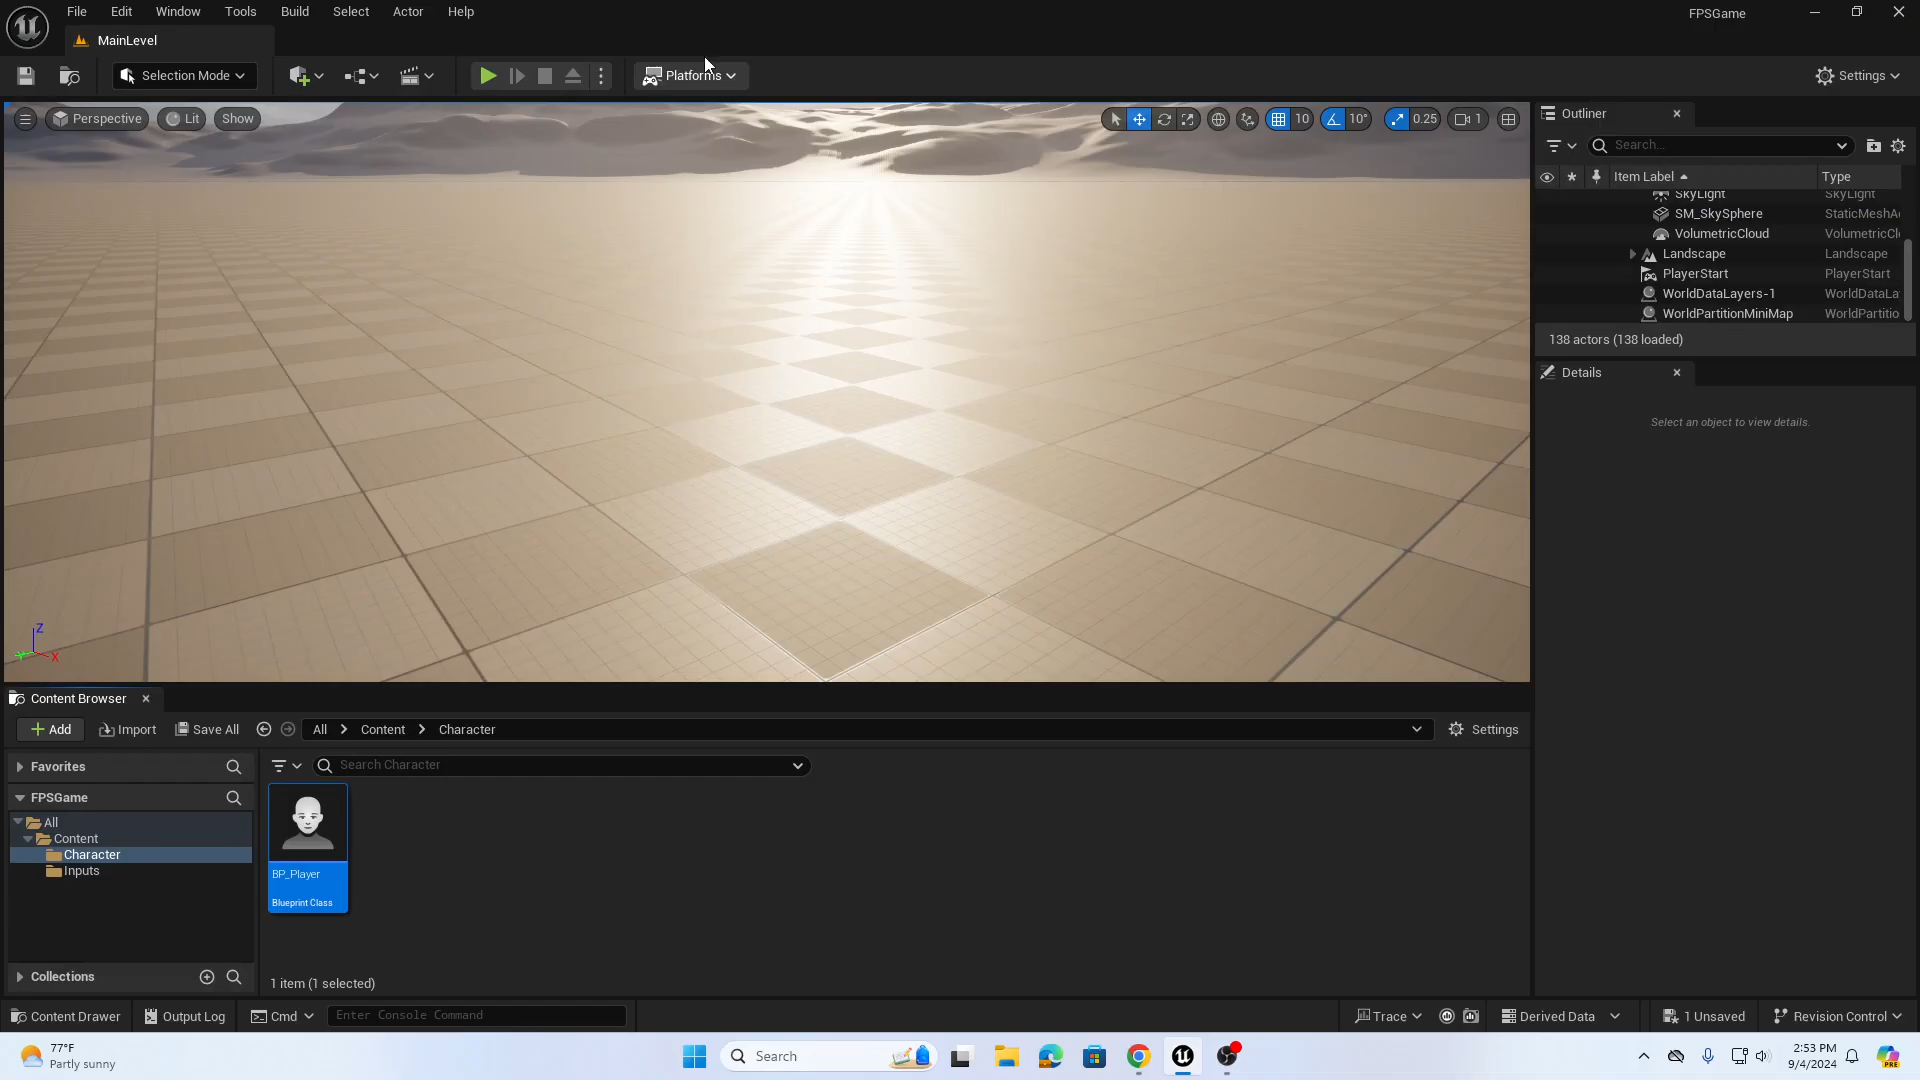 File Edit Window Tools Build Select Actor Help
FPSGame
MainLevel
Selection Mode
Platforms
Settings
Perspective
Lit
Show
10
10°
0.25
1
Outliner
Search...
Item Label
Type
SkyLight
SkyLight
SM_SkySphere
StaticMeshA
VolumetricCloud
VolumetricCl
Landscape
Landscape
PlayerStart
PlayerStart
WorldDataLayers-1
WorldDataLa
WorldPartitionMiniMap
WorldPartitio
138 actors (138 loaded)
Details
Select an object to view details.
Z
X
Content Browser
Add
Import
Save All
All
Content
Character
Settings
Favorites
Search Character
FPSGame
All
Content
Character
Inputs
BP_Player
Blueprint Class
Collections
1 item (1 selected)
Content Drawer
Output Log
Cmd
Enter Console Command
Trace
Derived Data
1 Unsaved
Revision Control
77°F
Partly sunny
Search
2:53 PM
9/4/2024
PRE